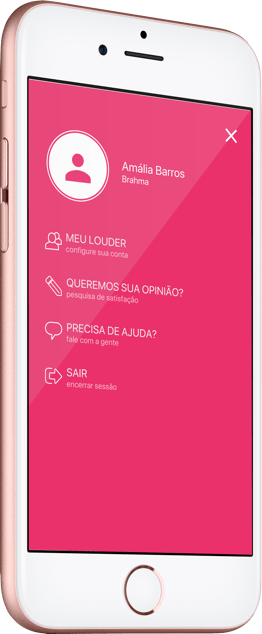 Amália Barros
Brahma
MEU LOUDER
configure sua conta
QUEREMOS SUA OPINIÃO?
pesquisa de satisfação
PRECISA DE AJUDA?
fale com a gente
SAIR
encerrar sessão